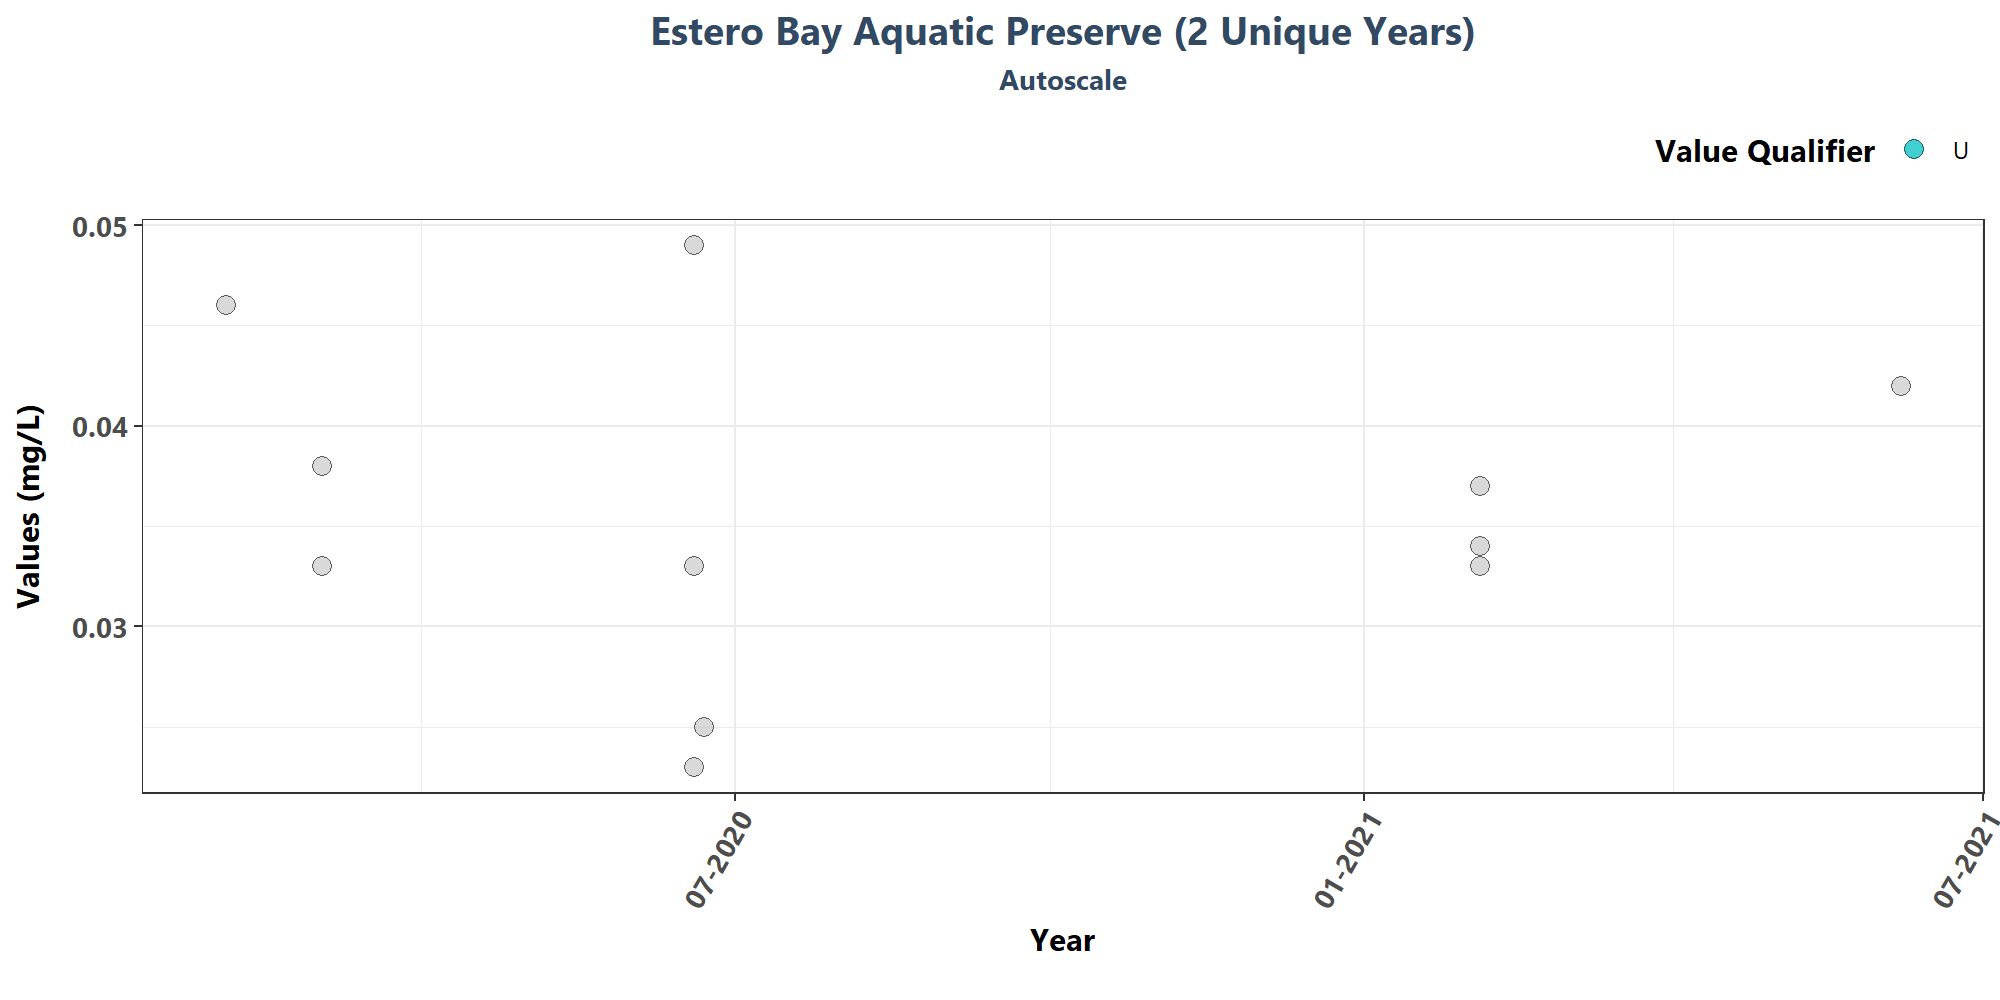 Estero Bay Aquatic Preserve (2 Unique Years)
Autoscale
Value Qualifier U
0.05
0.04
0.03
Values (mg/L)
07-2020
01-2021
07-2021
Year